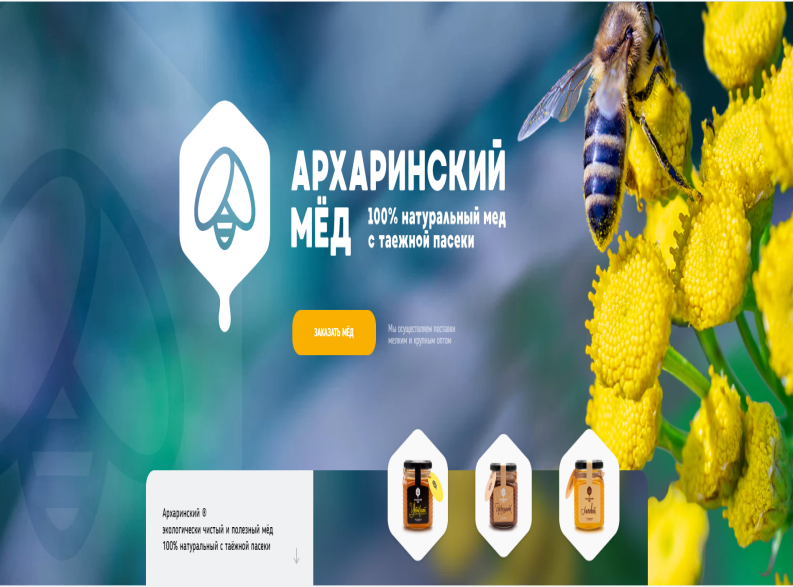 АРХАРИНСКИЙ
МЁД
100% натуральный мед
с таежной пасеки
ЗАКАЗАТЬ МЁД
Мы осуществляем поставки
мелким и крупным оптом
Архаринский ®
экологически чистый и полезный мёд
100% натуральный с таёжной пасеки